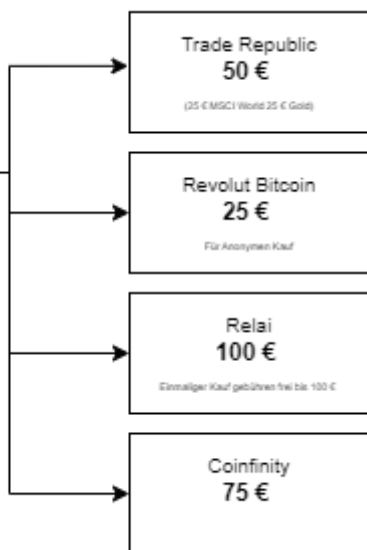 Trade Republic
50 €
(25 € MSCI World 25 € Gold)
Revolut Bitcoin
25 €
Für Anonymen Kauf
Relai
100 €
Einmaliger Kauf gebühren frei bis 100 €
Coinfinity
75 €